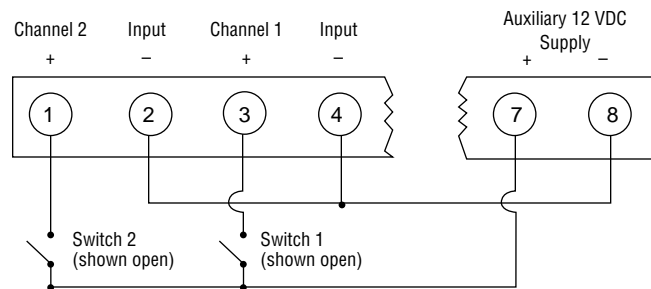 Auxiliary 12 VDC
Supply
Channel 2 Input Channel 1 Input
+ – + – + –
1 2 3 4 7 8
Switch 2
(shown open)
Switch 1
(shown open)